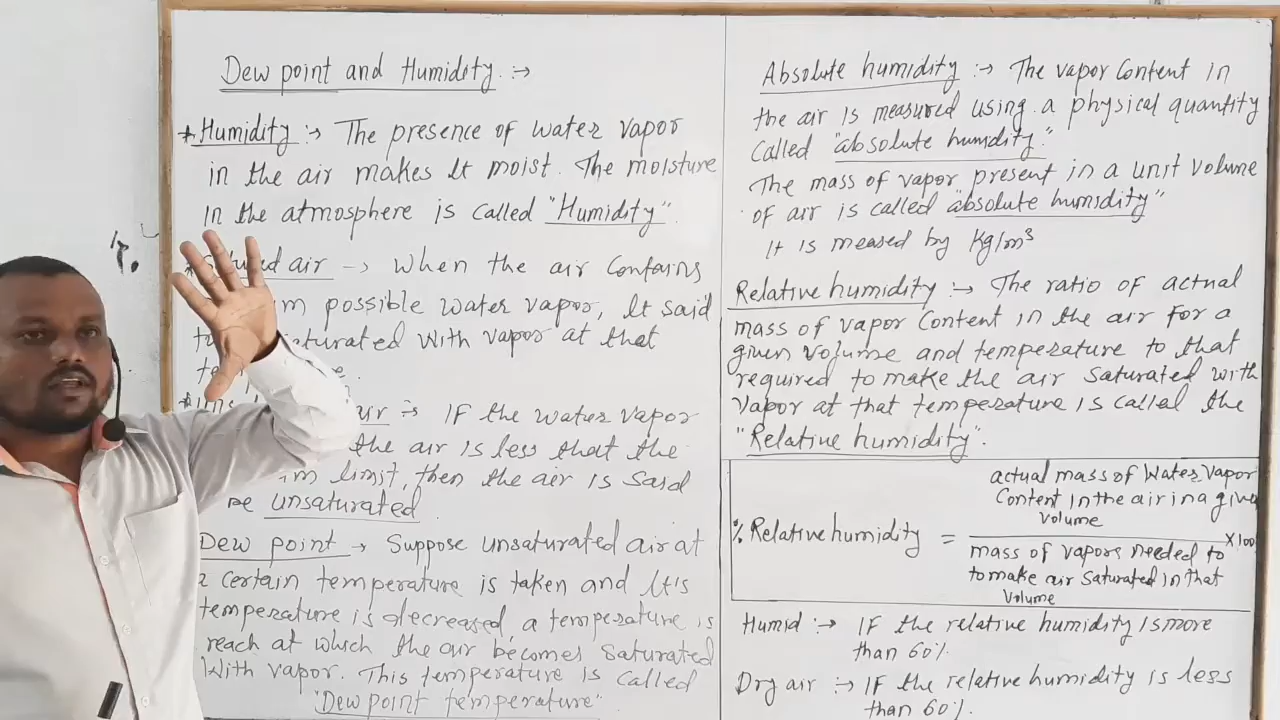 Dew point and Humidity :→
*Humidity :→ The presence of water vapor
in the air makes It moist. The moisture
in the atmosphere is called "Humidity".
air → When the air contains
possible water vapor, It said
with vapor at that
IF the water vapor
the air is less that the
limit, then the air is said
be unsaturated
Dew point → Suppose unsaturated air at
certain temperature is taken and It's
temperature is decreased, a temperature is
reach at which the air becomes saturated
with vapor. This temperature is called
"Dew point temperature".
Absolute humidity :→ The vapor content in
the air is measured using a physical quantity
called "absolute humidity".
The mass of vapor present in a unit volume
of air is called "absolute humidity"
It is meased by Kg/m³
Relative humidity :→ The ratio of actual
mass of vapor content in the air for a
given volume and temperature to that
required to make the air saturated with
vapor at that temperature is called the
"Relative humidity".
actual mass of water vapor
content in the air in a given
volume
% Relative humidity = ×100
mass of vapors needed to
to make air saturated in that
volume
Humid :→ IF the relative humidity is more
than 60%.
Dry air :→ IF the relative humidity is less
than 60%.